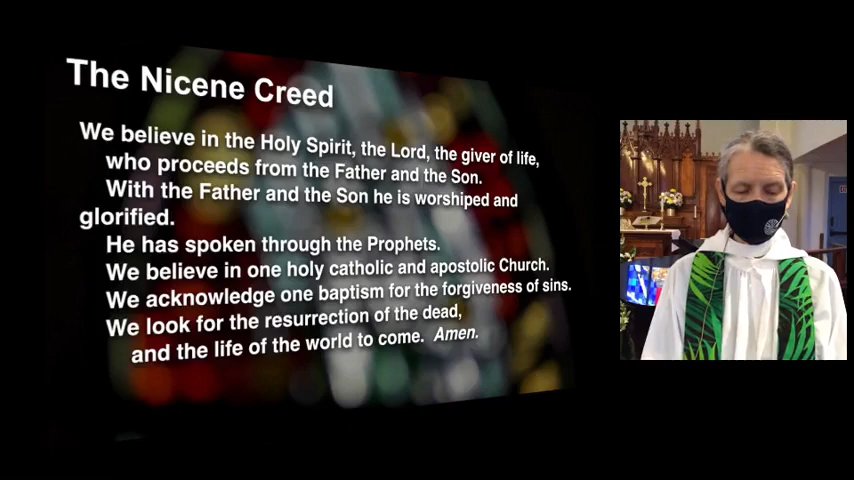 The Nicene Creed
We believe in the Holy Spirit, the Lord, the giver of life,
who proceeds from the Father and the Son.
With the Father and the Son he is worshiped and
glorified.
He has spoken through the Prophets.
We believe in one holy catholic and apostolic Church.
We acknowledge one baptism for the forgiveness of sins.
We look for the resurrection of the dead,
and the life of the world to come. Amen.